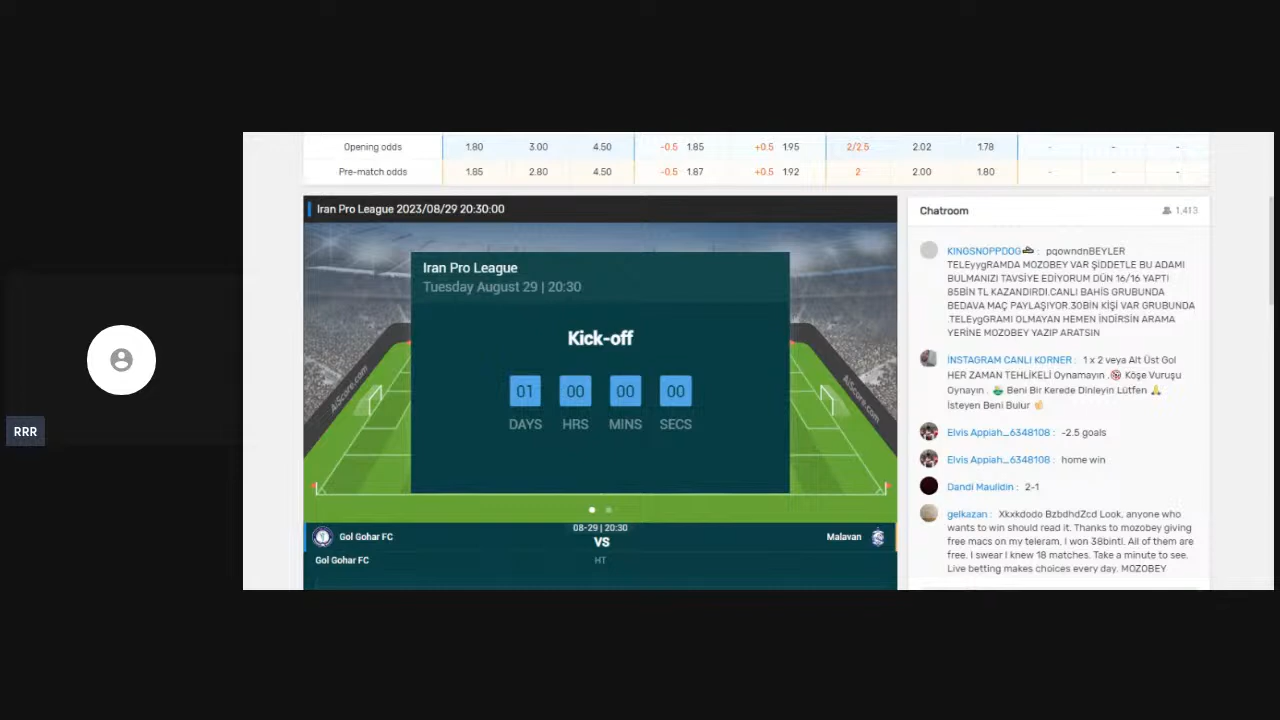 Opening odds 1.80 3.00 4.50 -0.5 1.85 +0.5 1.95 2/2.5 2.02 1.78 - - -
Pre-match odds 1.85 2.80 4.50 -0.5 1.87 +0.5 1.92 2 2.00 1.80 - - -
Iran Pro League 2023/08/29 20:30:00
Iran Pro League
Tuesday August 29 | 20:30
Kick-off
01 00 00 00
DAYS HRS MINS SECS
AiScore.com
AiScore.com
08-29 | 20:30
Gol Gohar FC VS Malavan
Gol Gohar FC HT
Chatroom 1,413
KINGSNOPPDOG : pqowndnBEYLER
TELEyygRAMDA MOZOBEY VAR ŞİDDETLE BU ADAMI
BULMANIZI TAVSİYE EDİYORUM DÜN 16/16 YAPTI
85BİN TL KAZANDIRDI.CANLI BAHİS GRUBUNDA
BEDAVA MAÇ PAYLAŞIYOR.30BİN KİŞİ VAR GRUBUNDA
.TELEygGRAMI OLMAYAN HEMEN İNDİRSİN ARAMA
YERİNE MOZOBEY YAZIP ARATSIN
İNSTAGRAM CANLI KORNER : 1 x 2 veya Alt Üst Gol
HER ZAMAN TEHLİKELİ Oynamayın .🚯 Köşe Vuruşu
Oynayın . Beni Bir Kerede Dinleyin Lütfen 🙏
İsteyen Beni Bulur 👍
Elvis Appiah_6348108 : -2.5 goals
Elvis Appiah_6348108 : home win
Dandi Maulidin : 2-1
gelkazan : Xkxkdodo BzbdhdZcd Look, anyone who
wants to win should read it. Thanks to mozobey giving
free macs on my teleram, I won 38bintl. All of them are
free. I swear I knew 18 matches. Take a minute to see.
Live betting makes choices every day. MOZOBEY
RRR